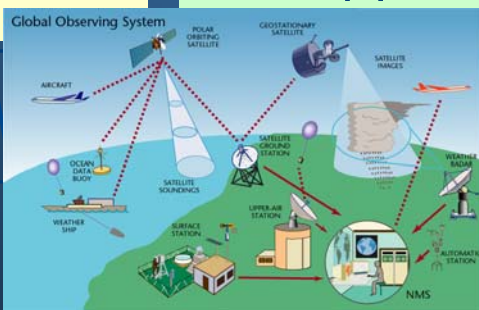 Global Observing System
POLAR
ORBITING
SATELLITE
GEOSTATIONARY
SATELLITE
SATELLITE
IMAGES
AIRCRAFT
OCEAN
DATA
BUOY
SATELLITE
SOUNDINGS
SATELLITE
GROUND
STATION
WEATHER
RADAR
WEATHER
SHIP
SURFACE
STATION
UPPER-AIR
STATION
AUTOMATIC
STATION
NMS